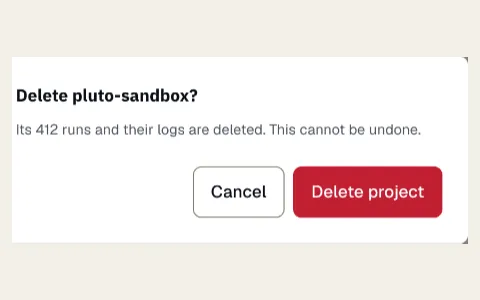 Delete pluto-sandbox?
Its 412 runs and their logs are deleted. This cannot be undone.
Cancel
Delete project